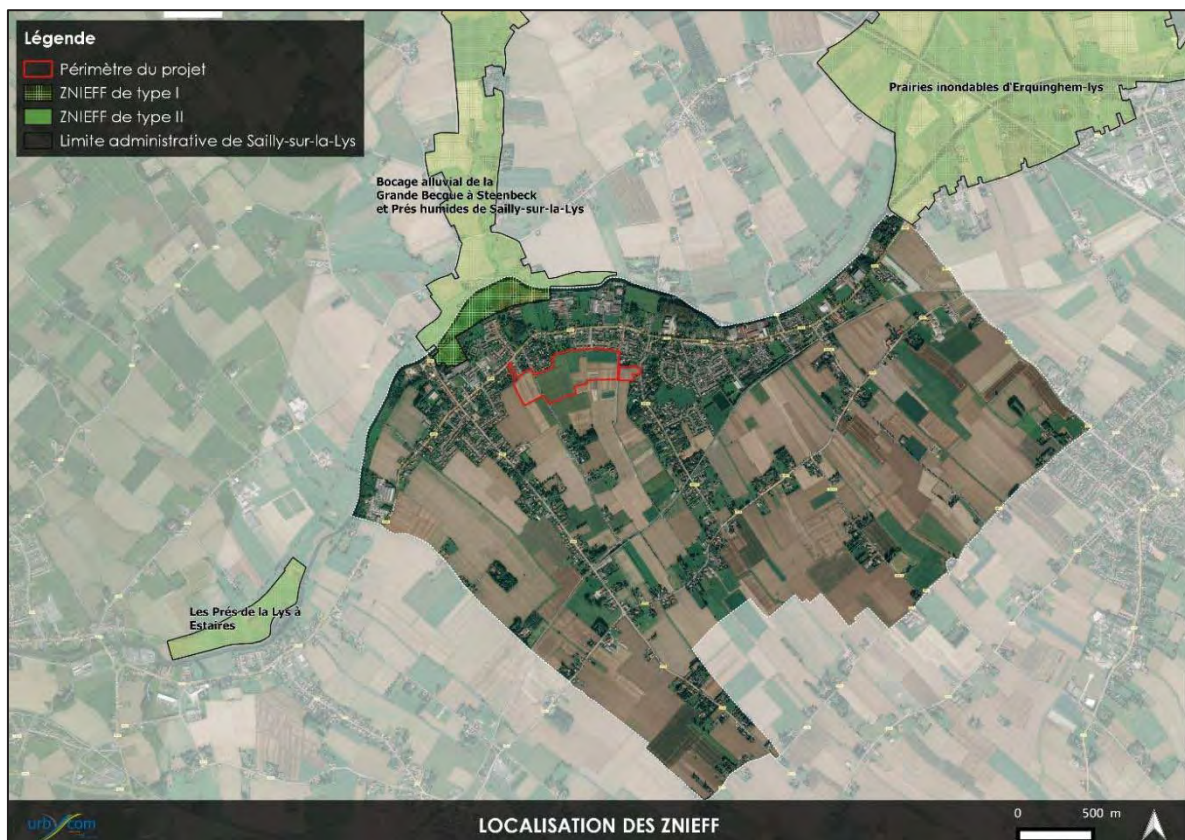 Légende
Périmètre du projet
ZNIEFF de type I
ZNIEFF de type II
Limite administrative de Sailly-sur-la-Lys
Prairies inondables d'Erquinghem-lys
Bocage alluvial de la
Grande Becque à Steenbeck
et Prés humides de Sailly-sur-la-Lys
Les Prés de la Lys à
Estaires
urbycom
LOCALISATION DES ZNIEFF
0 500 m